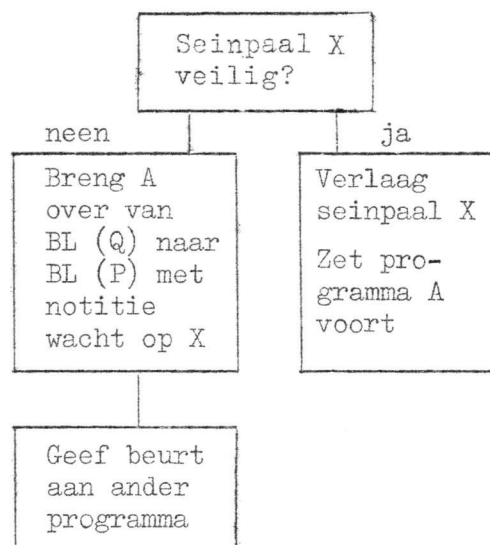 Seinpaal X
veilig?
neen
ja
Breng A
over van
BL (Q) naar
BL (P) met
notitie
wacht op X
Verlaag
seinpaal X
Zet pro-
gramma A
voort
Geef beurt
aan ander
programma